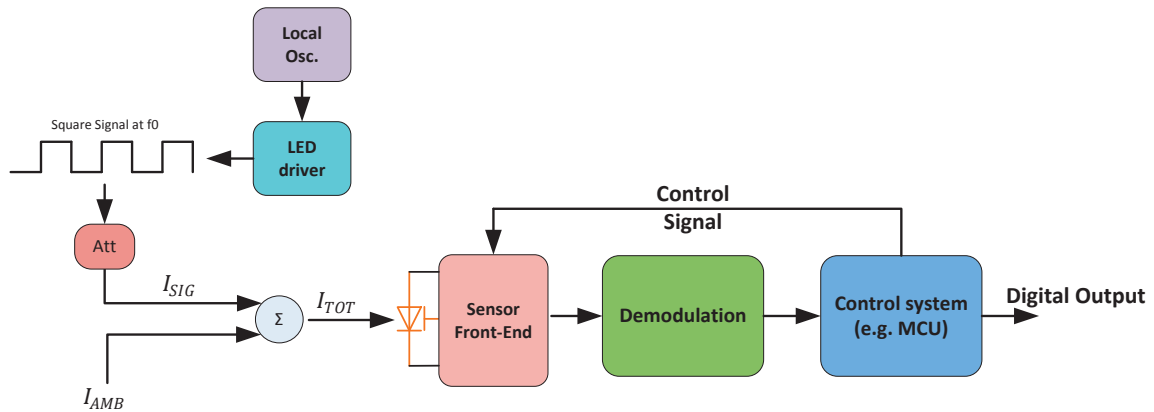 Local
Osc.
Square Signal at f0
LED
driver
Control
Signal
Att
I_SIG
I_TOT
Σ
Sensor
Front-End
Demodulation
Control system
(e.g. MCU)
Digital Output
I_AMB